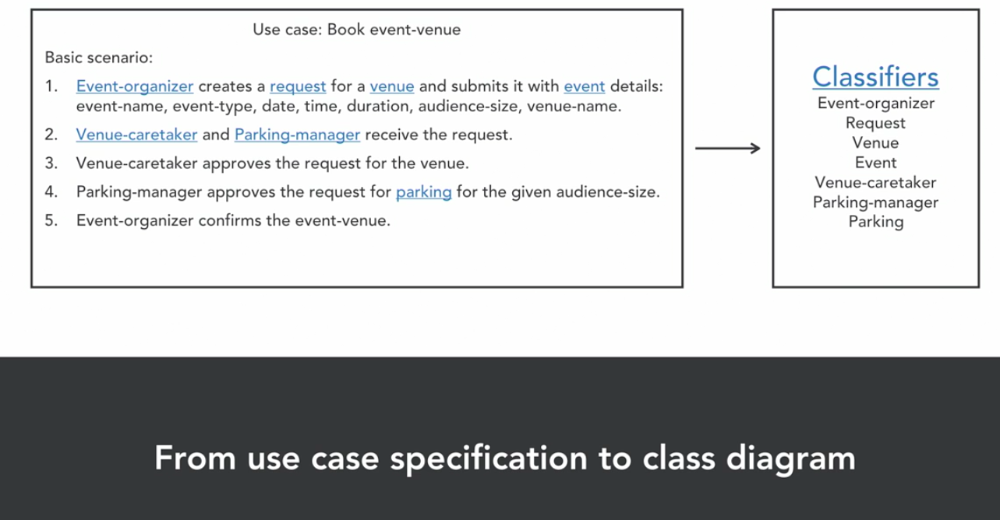 Use case: Book event-venue
Basic scenario:
1. Event-organizer creates a request for a venue and submits it with event details:
event-name, event-type, date, time, duration, audience-size, venue-name.
2. Venue-caretaker and Parking-manager receive the request.
3. Venue-caretaker approves the request for the venue.
4. Parking-manager approves the request for parking for the given audience-size.
5. Event-organizer confirms the event-venue.
Classifiers
Event-organizer
Request
Venue
Event
Venue-caretaker
Parking-manager
Parking
From use case specification to class diagram